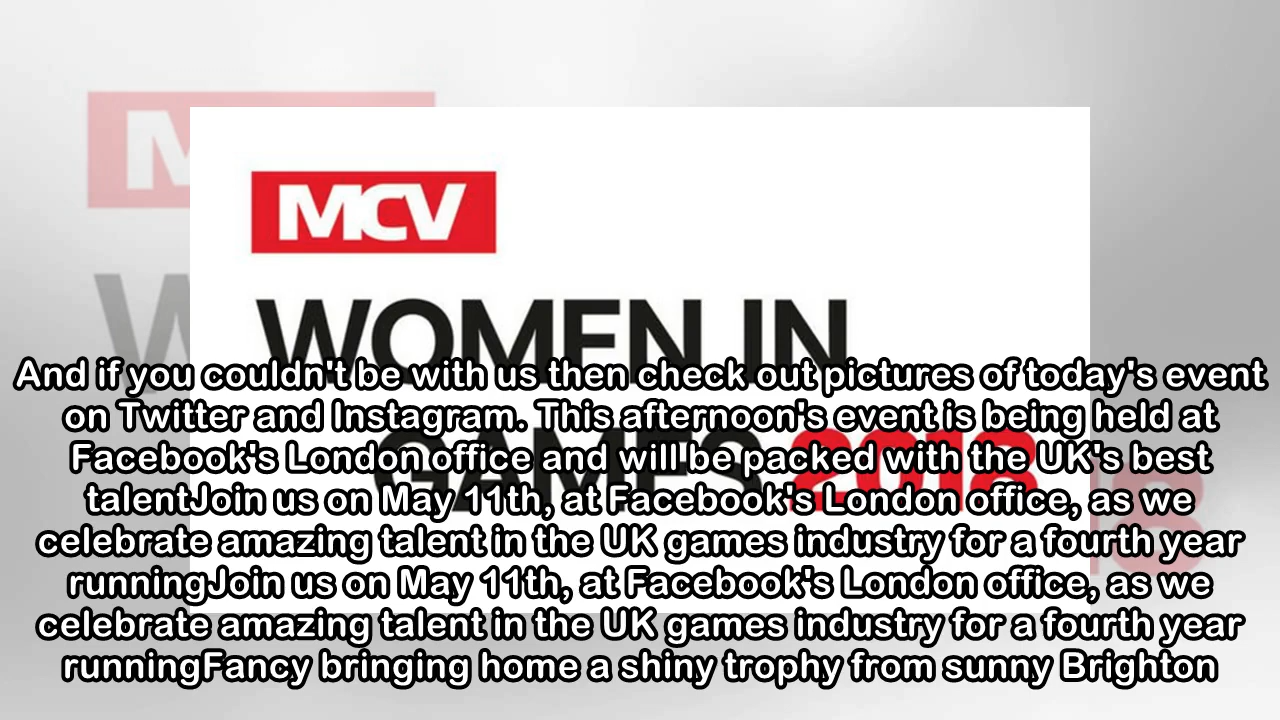 MCV
WOMEN IN
GAMES 2018
And if you couldn't be with us then check out pictures of today's event
on Twitter and Instagram. This afternoon's event is being held at
Facebook's London office and will be packed with the UK's best
talentJoin us on May 11th, at Facebook's London office, as we
celebrate amazing talent in the UK games industry for a fourth year
runningJoin us on May 11th, at Facebook's London office, as we
celebrate amazing talent in the UK games industry for a fourth year
runningFancy bringing home a shiny trophy from sunny Brighton
M
W
18